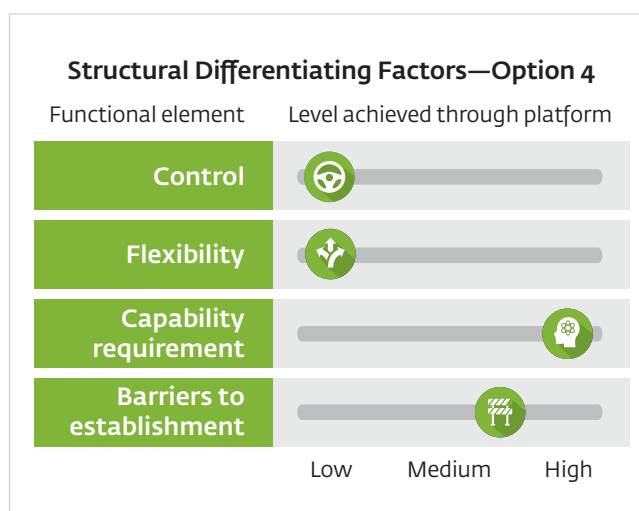 Structural Differentiating Factors—Option 4
Functional element
Level achieved through platform
Control
Flexibility
Capability
requirement
Barriers to
establishment
Low
Medium
High